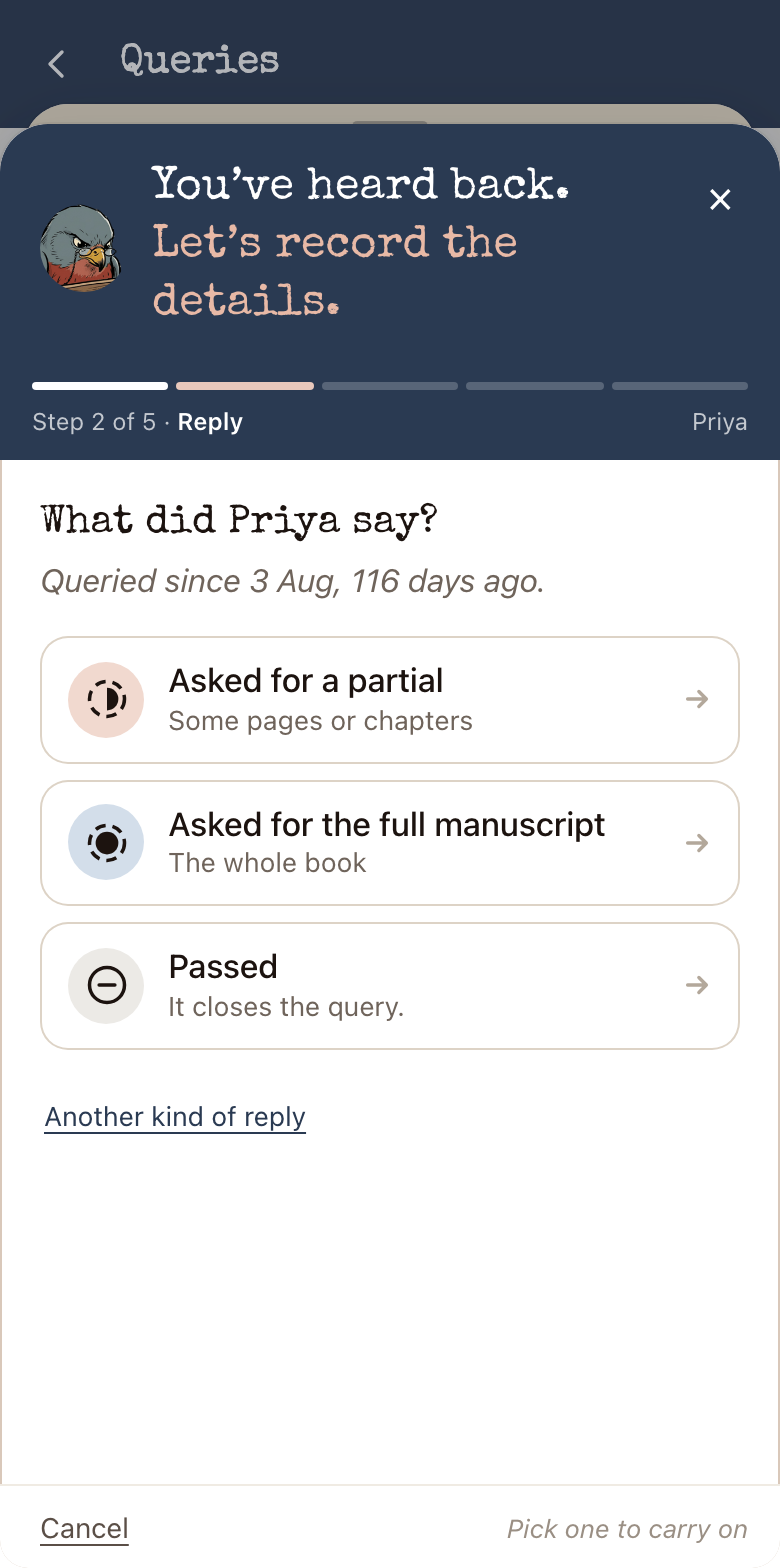 Queries
You’ve heard back.
Let’s record the
details.
Step 2 of 5 · Reply
Priya
What did Priya say?
Queried since 3 Aug, 116 days ago.
Asked for a partial
Some pages or chapters
Asked for the full manuscript
The whole book
Passed
It closes the query.
Another kind of reply
Cancel
Pick one to carry on